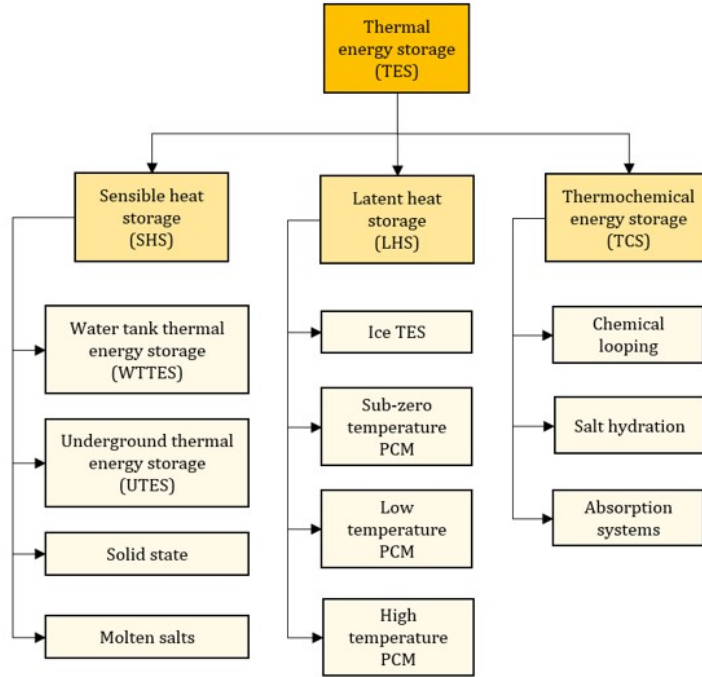 Thermal
energy storage
(TES)
Sensible heat
storage
(SHS)
Latent heat
storage
(LHS)
Thermochemical
energy storage
(TCS)
Water tank thermal
energy storage
(WTTES)
Underground thermal
energy storage
(UTES)
Solid state
Molten salts
Ice TES
Sub-zero
temperature
PCM
Low
temperature
PCM
High
temperature
PCM
Chemical
looping
Salt hydration
Absorption
systems